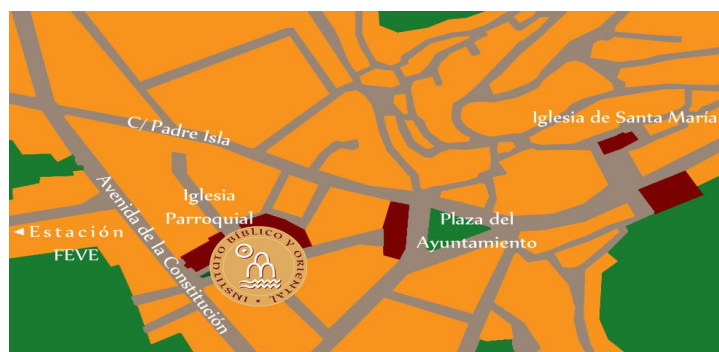 Iglesia de Santa María
C/ Padre Isla
Avenida de la Constitución
Iglesia
Parroquial
Plaza del
Ayuntamiento
◄Estación
FEVE
INSTITUTO BÍBLICO Y ORIENTAL